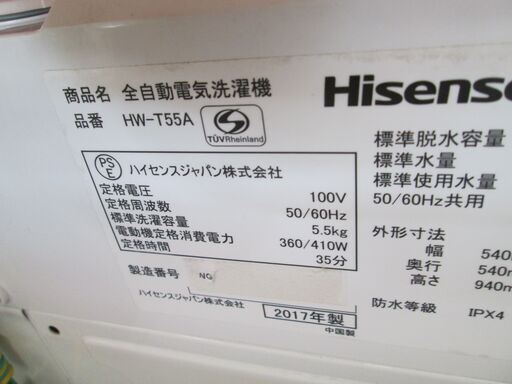 商品名 全自動電気洗濯機
品番 HW-T55A
S
TÜVRheinland
Hisense
PS
E
ハイセンスジャパン株式会社
定格電圧 100V
定格周波数 50/60Hz
標準洗濯容量 5.5kg
電動機定格消費電力 360/410W
定格時間 35分
製造番号 NO
ハイセンスジャパン株式会社
2017年製
中国製
標準脱水容量
標準水量
標準使用水量
50/60Hz共用
外形寸法
幅 540
奥行 540
高さ 940
防水等級 IPX4